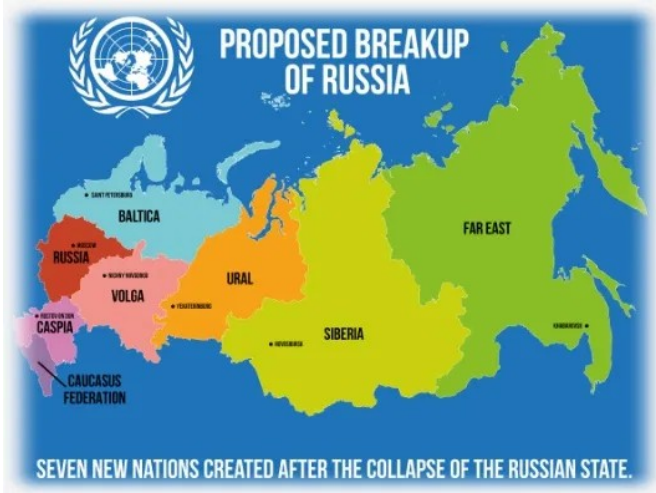 PROPOSED BREAKUP
OF RUSSIA
SAINT PETERSBURG
BALTICA
MOSCOW
RUSSIA
NIZHNY NOVGOROD
VOLGA
URAL
YEKATERINBURG
FAR EAST
ROSTOV ON DON
CASPIA
SIBERIA
NOVOSIBIRSK
KHABAROVSK
CAUCASUS
FEDERATION
SEVEN NEW NATIONS CREATED AFTER THE COLLAPSE OF THE RUSSIAN STATE.